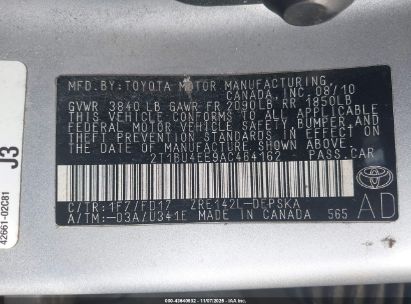 MFD. BY: TOYOTA MOTOR MANUFACTURING
CANADA, INC. 08/10
GVWR 3840 LB GAWR FR 2090LB RR 1850LB
THIS VEHICLE CONFORMS TO ALL APPLICABLE
FEDERAL MOTOR VEHICLE SAFETY, BUMPER, AND
THEFT PREVENTION STANDARDS IN EFFECT ON
THE DATE OF MANUFACTURE SHOWN ABOVE.
2T1BU4EE9AC464162 PASS.CAR
C/TR:1F7/FD17 ZRE142L-DEPSKA
A/TM:-03A/U341E MADE IN CANADA 565
TOYOTA
AD
J3
42661-02C81